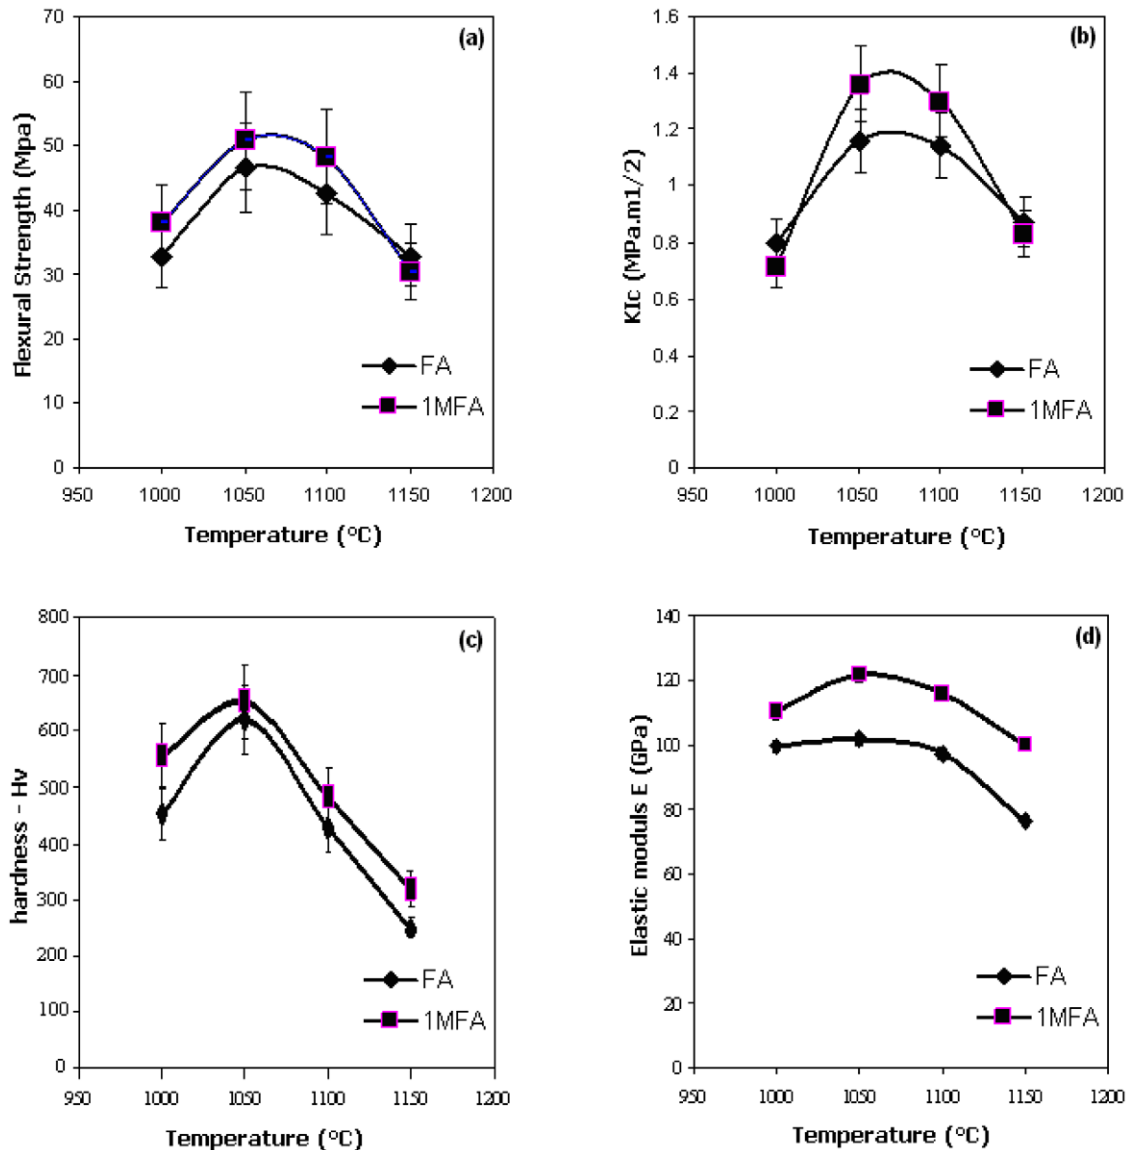 (a)
70
60
50
40
30
20
10
0
Flexural Strength (Mpa)
FA
1MFA
950 1000 1050 1100 1150 1200
Temperature (°C)
(b)
1.6
1.4
1.2
1
0.8
0.6
0.4
0.2
0
KIc (MPa.m1/2)
FA
1MFA
950 1000 1050 1100 1150 1200
Temperature (°C)
(c)
800
700
600
500
400
300
200
100
0
hardness - Hv
FA
1MFA
950 1000 1050 1100 1150 1200
Temperature (°C)
(d)
140
120
100
80
60
40
20
0
Elastic moduls E (GPa)
FA
1MFA
950 1000 1050 1100 1150 1200
Temperature (°C)